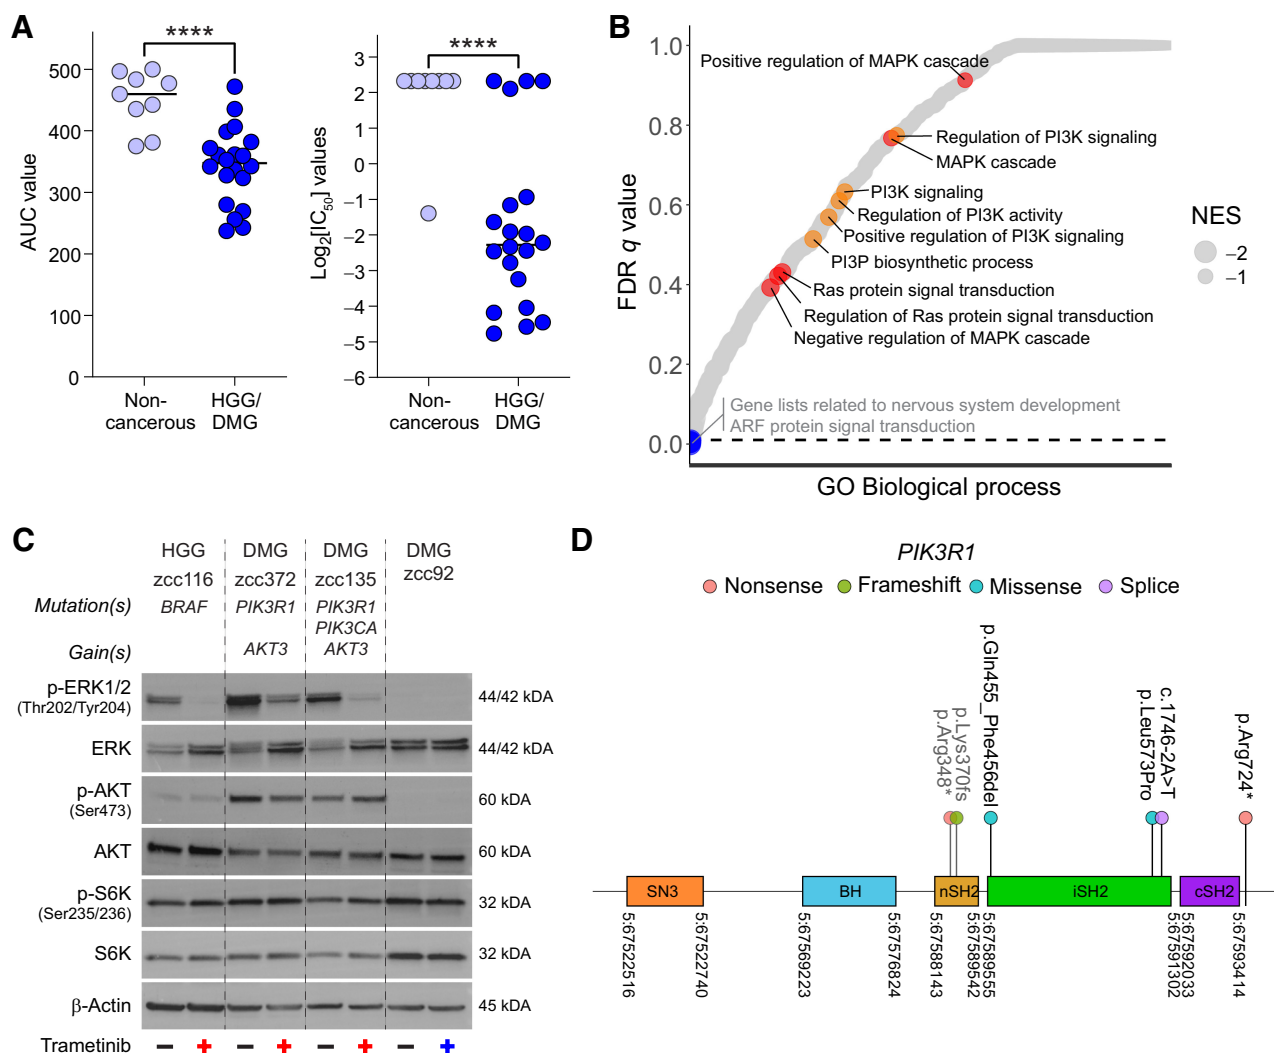 A
AUC value
500
400
300
200
100
0
****
Non-
cancerous
HGG/
DMG
Log2[IC50] values
3
2
1
0
–1
–2
–3
–4
–5
–6
****
Non-
cancerous
HGG/
DMG
B
FDR q value
1.0
0.8
0.6
0.4
0.2
0.0
Positive regulation of MAPK cascade
Regulation of PI3K signaling
MAPK cascade
PI3K signaling
Regulation of PI3K activity
Positive regulation of PI3K signaling
PI3P biosynthetic process
Ras protein signal transduction
Regulation of Ras protein signal transduction
Negative regulation of MAPK cascade
Gene lists related to nervous system development
ARF protein signal transduction
GO Biological process
NES
–2
–1
C
HGG DMG DMG DMG
zcc116 zcc372 zcc135 zcc92
Mutation(s) BRAF PIK3R1 PIK3R1
PIK3CA
Gain(s) AKT3 AKT3
p-ERK1/2
(Thr202/Tyr204)
44/42 kDA
ERK 44/42 kDA
p-AKT
(Ser473)
60 kDA
AKT 60 kDA
p-S6K
(Ser235/236)
32 kDA
S6K 32 kDA
β-Actin 45 kDA
Trametinib − + − + − + − +
D
PIK3R1
Nonsense Frameshift Missense Splice
p.Arg348*
p.Lys370fs
p.Gln455_Phe456del
p.Leu573Pro
c.1746-2A>T
p.Arg724*
SN3 BH nSH2 iSH2 cSH2
5:67522516
5:67522740
5:67569223
5:67576824
5:67588143
5:67589542
5:67589555
5:67591302
5:67592033
5:67593414